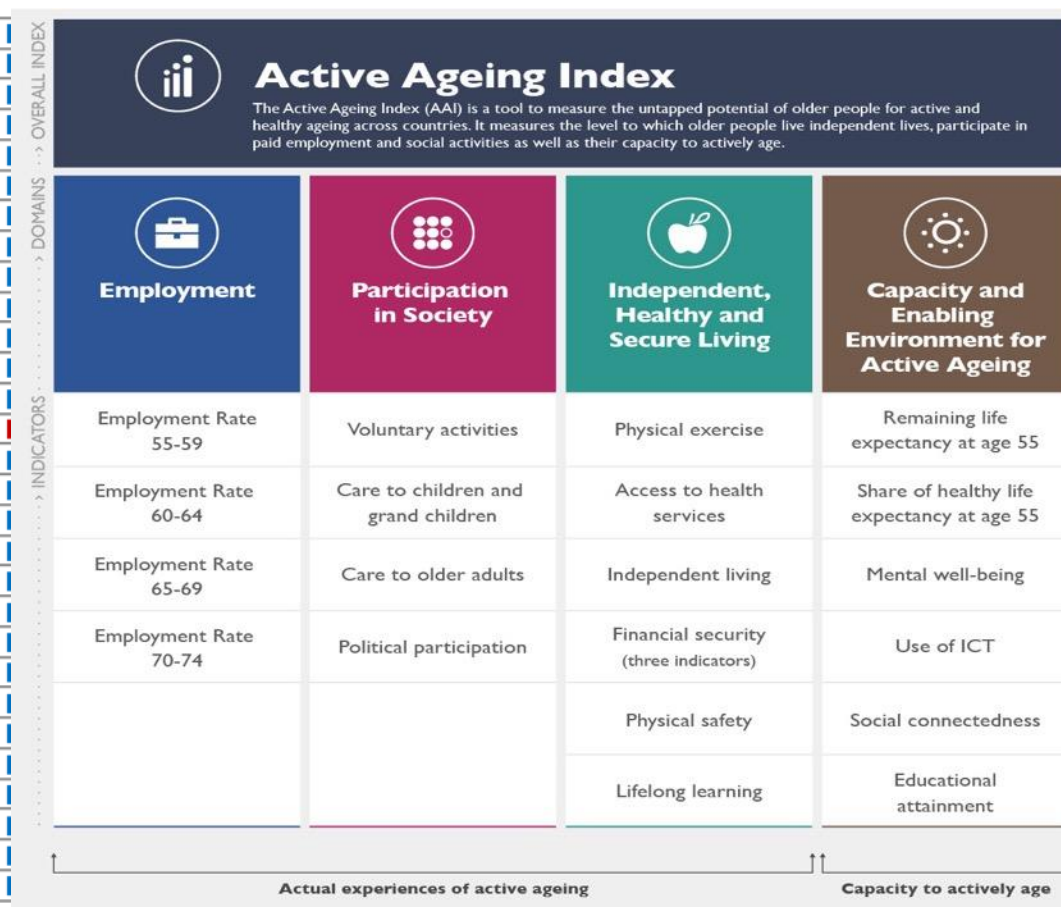 Active Ageing Index
The Active Ageing Index (AAI) is a tool to measure the untapped potential of older people for active and
healthy ageing across countries. It measures the level to which older people live independent lives, participate in
paid employment and social activities as well as their capacity to actively age.
OVERALL INDEX
DOMAINS
INDICATORS
Employment
Employment Rate
55-59
Employment Rate
60-64
Employment Rate
65-69
Employment Rate
70-74
Participation
in Society
Voluntary activities
Care to children and
grand children
Care to older adults
Political participation
Independent,
Healthy and
Secure Living
Physical exercise
Access to health
services
Independent living
Financial security
(three indicators)
Physical safety
Lifelong learning
Capacity and
Enabling
Environment for
Active Ageing
Remaining life
expectancy at age 55
Share of healthy life
expectancy at age 55
Mental well-being
Use of ICT
Social connectedness
Educational
attainment
Actual experiences of active ageing
Capacity to actively age